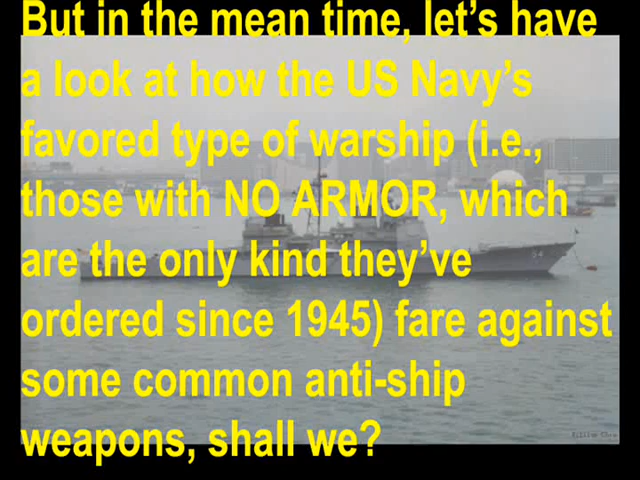 But in the mean time, let's have
a look at how the US Navy's
favored type of warship (i.e.,
those with NO ARMOR, which
are the only kind they've
ordered since 1945) fare against
some common anti-ship
weapons, shall we?
54